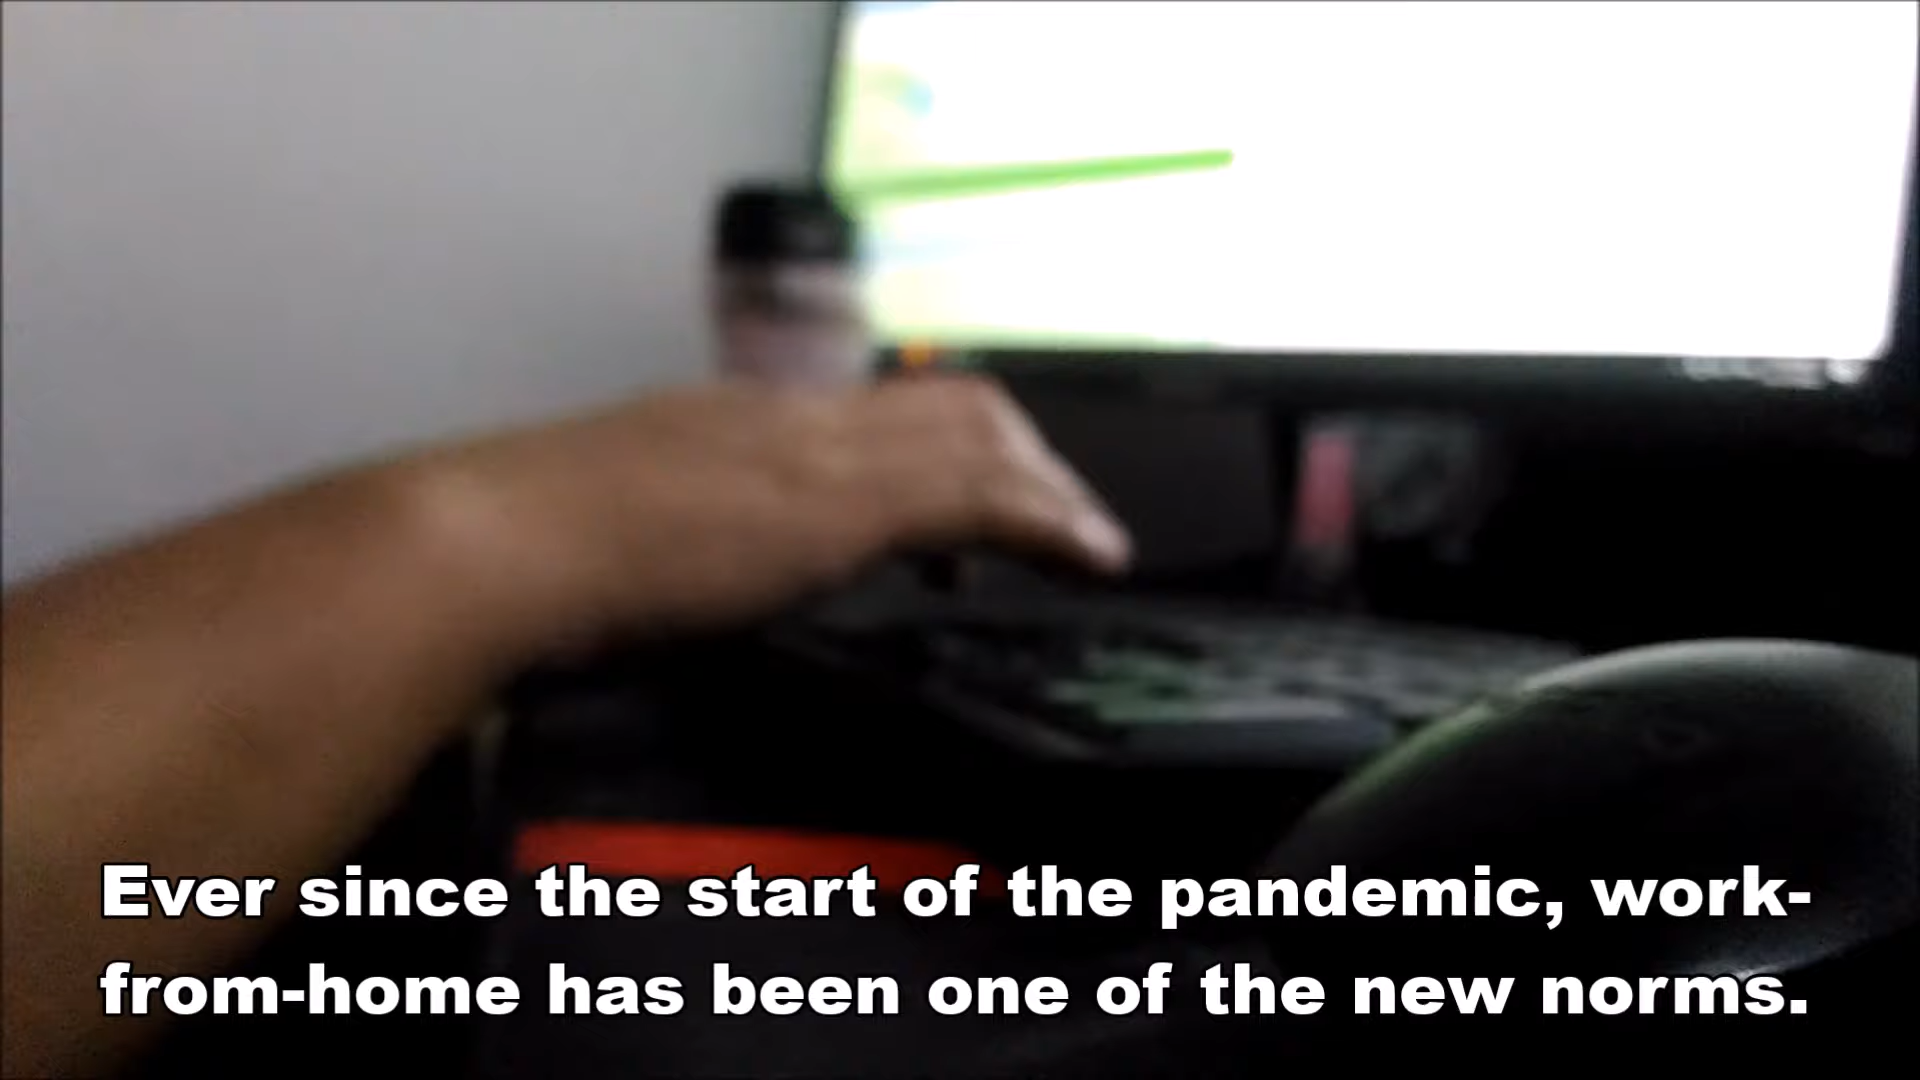 Ever since the start of the pandemic, work-
from-home has been one of the new norms.